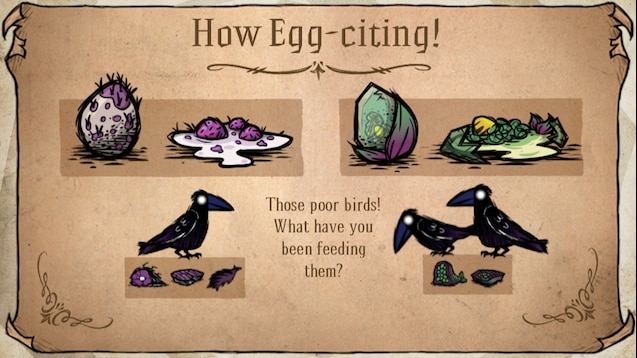 How Egg-citing!
Those poor birds!
What have you
been feeding
them?